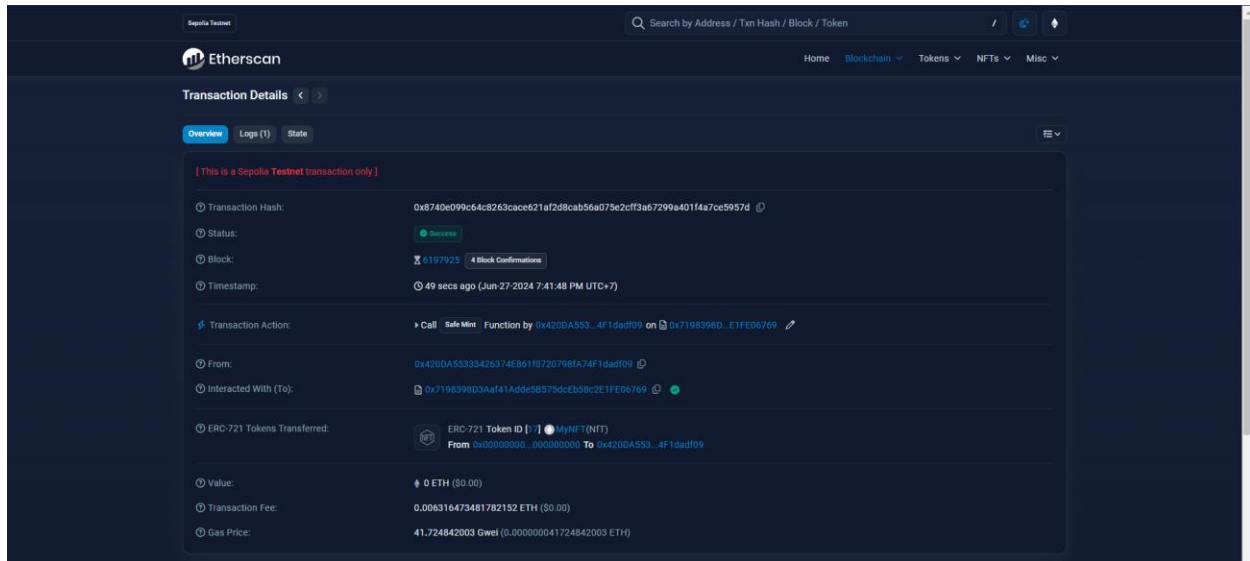 Sepolia Testnet
Search by Address / Txn Hash / Block / Token /
Etherscan Home Blockchain Tokens NFTs Misc
Transaction Details
Overview Logs (1) State
[ This is a Sepolia Testnet transaction only ]
Transaction Hash: 0x8740e099c64c8263cace621af2d8cab56a075e2cff3a67299a401f4a7ce5957d
Status: Success
Block: 6197925 4 Block Confirmations
Timestamp: 49 secs ago (Jun-27-2024 7:41:48 PM UTC+7)
Transaction Action: Call Safe Mint Function by 0x420DA553...4F1dadf09 on 0x7198398D...E1FE06769
From: 0x420DA55333426374E861f0720798fA74F1dadf09
Interacted With (To): 0x7198398D3Aaf41Adde5B575dcEb58c2E1FE06769
ERC-721 Tokens Transferred: ERC-721 Token ID [17] MyNFT(NfT)
NFT From 0x00000000...000000000 To 0x420DA553...4F1dadf09
Value: 0 ETH ($0.00)
Transaction Fee: 0.006316473481782152 ETH ($0.00)
Gas Price: 41.724842003 Gwei (0.000000041724842003 ETH)